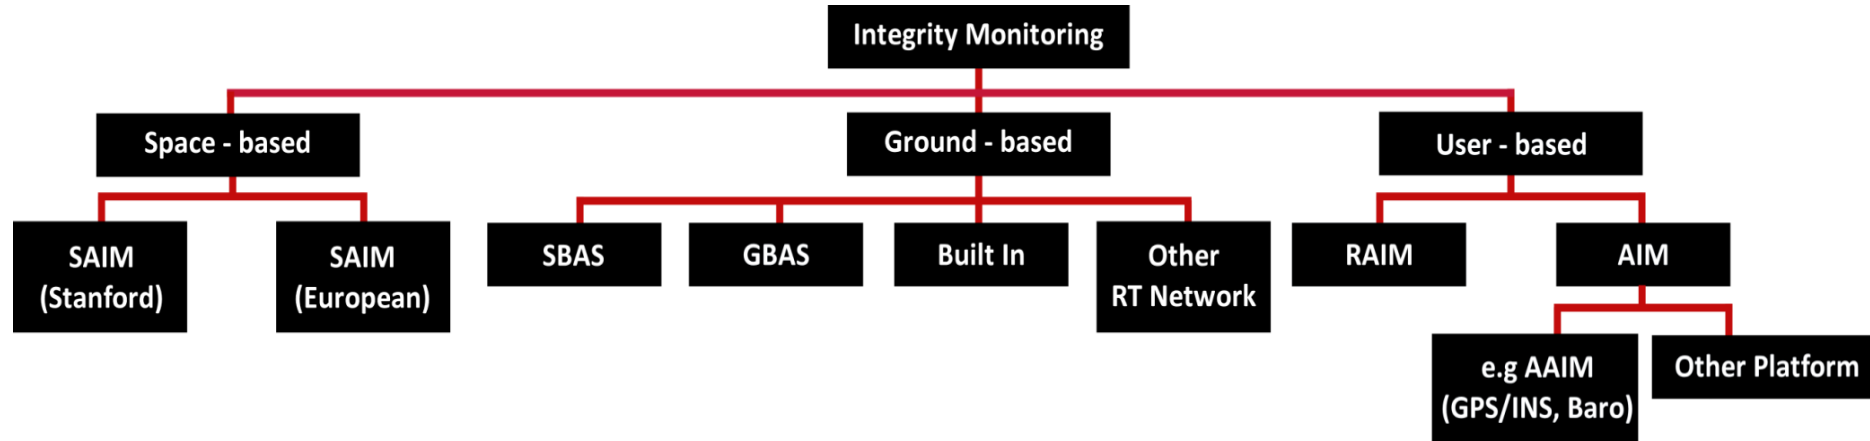 Integrity Monitoring
Space - based
Ground - based
User - based
SAIM
(Stanford)
SAIM
(European)
SBAS
GBAS
Built In
Other
RT Network
RAIM
AIM
e.g AAIM
(GPS/INS, Baro)
Other Platform